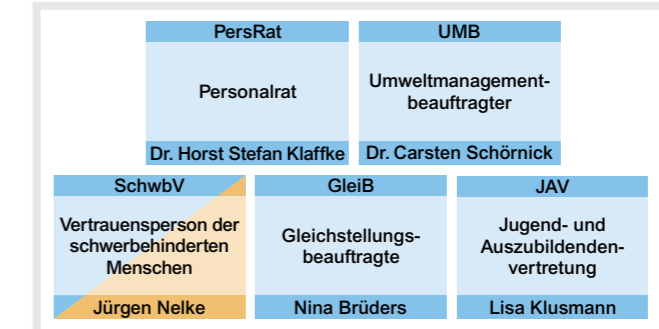 PersRat
Personalrat
Dr. Horst Stefan Klaffke
UMB
Umweltmanagement-
beauftragter
Dr. Carsten Schörnick
SchwbV
Vertrauensperson der
schwerbehinderten
Menschen
Jürgen Nelke
GleiB
Gleichstellungs-
beauftragte
Nina Brüders
JAV
Jugend- und
Auszubildenden-
vertretung
Lisa Klusmann